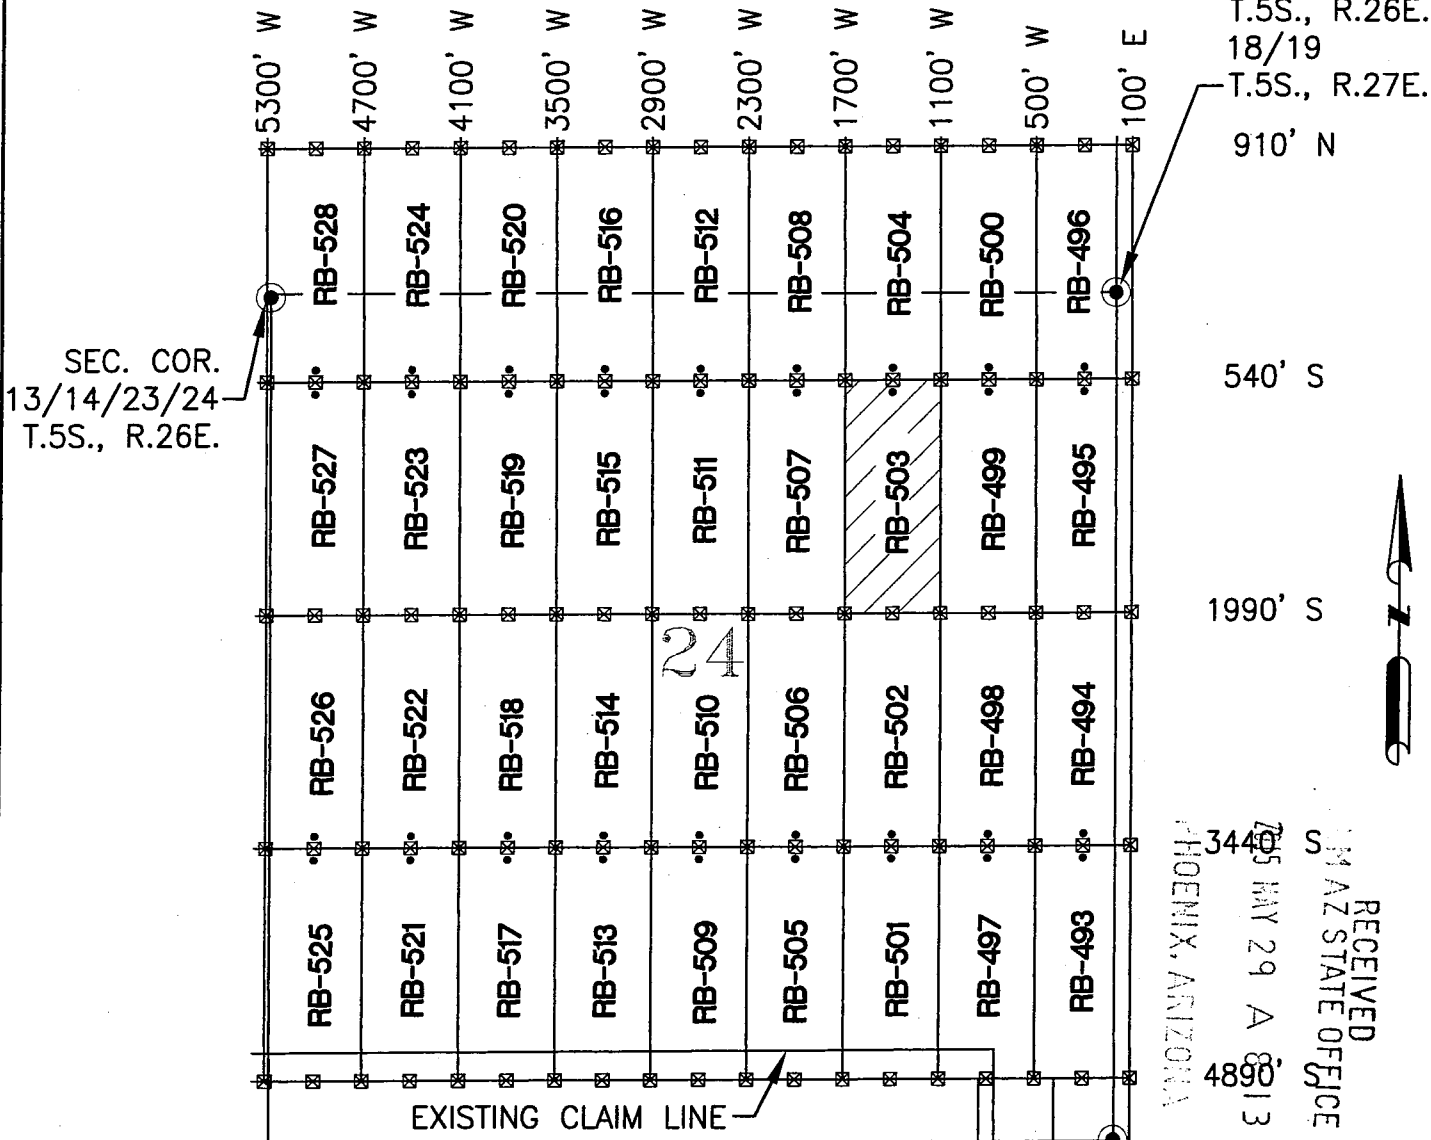 5300' W
4700' W
4100' W
3500' W
2900' W
2300' W
1700' W
1100' W
500' W
100' E
T.5S., R.26E.
18/19
T.5S., R.27E.
910' N
RB-528
RB-524
RB-520
RB-516
RB-512
RB-508
RB-504
RB-500
RB-496
SEC. COR.
13/14/23/24
T.5S., R.26E.
540' S
RB-527
RB-523
RB-519
RB-515
RB-511
RB-507
RB-503
RB-499
RB-495
1990' S
N
24
RB-526
RB-522
RB-518
RB-514
RB-510
RB-506
RB-502
RB-498
RB-494
3440' S
RB-525
RB-521
RB-517
RB-513
RB-509
RB-505
RB-501
RB-497
RB-493
4890' S
EXISTING CLAIM LINE
RECEIVED
AZ STATE OFFICE
MAY 29 A 8:13
PHOENIX, ARIZONA